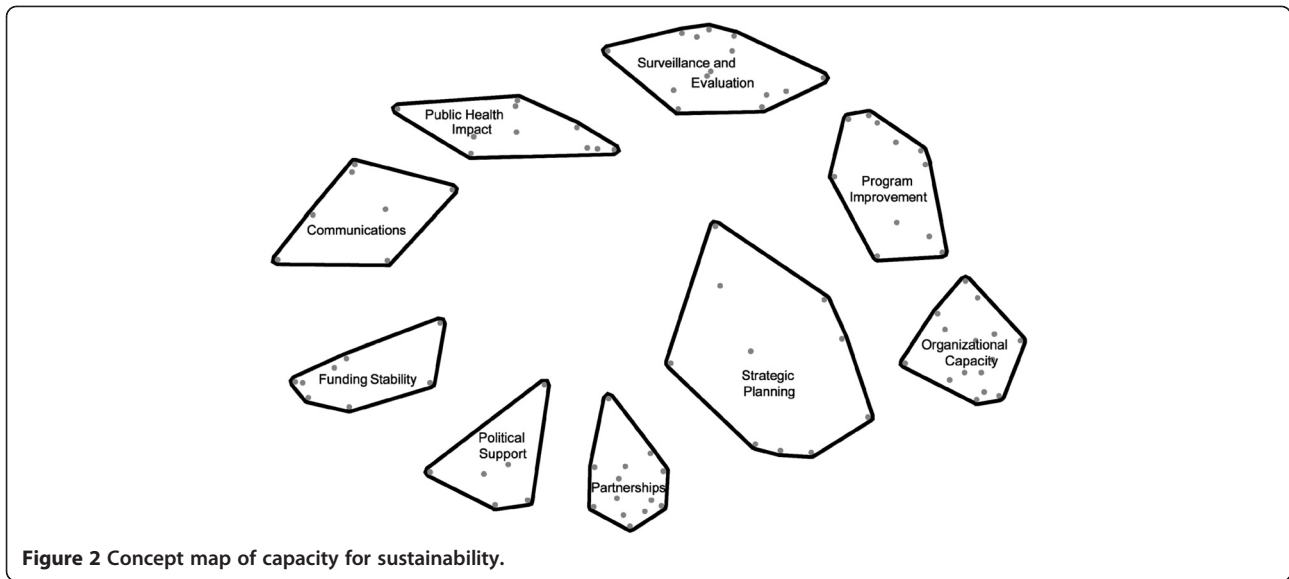 Surveillance and
Evaluation
Public Health
Impact
Program
Improvement
Communications
Organizational
Capacity
Funding Stability
Strategic
Planning
Political
Support
Partnerships
Figure 2 Concept map of capacity for sustainability.